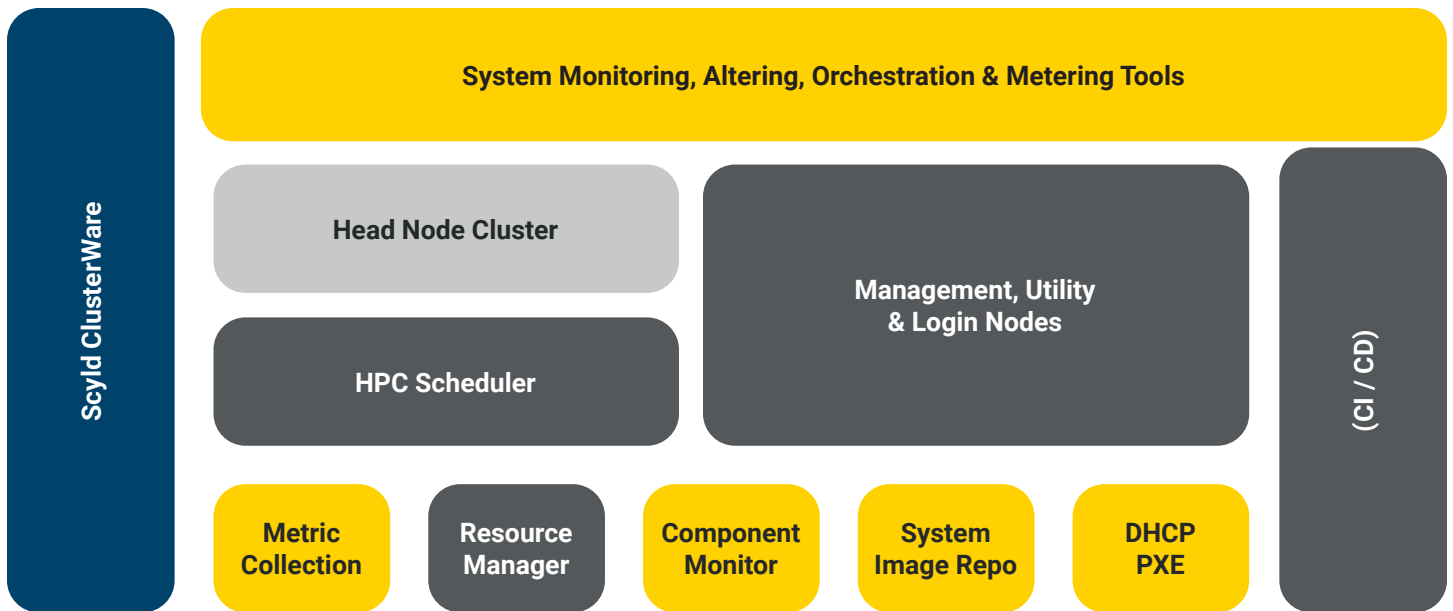 Scyld ClusterWare
System Monitoring, Altering, Orchestration & Metering Tools
Head Node Cluster
HPC Scheduler
Management, Utility
& Login Nodes
(CI / CD)
Metric
Collection
Resource
Manager
Component
Monitor
System
Image Repo
DHCP
PXE